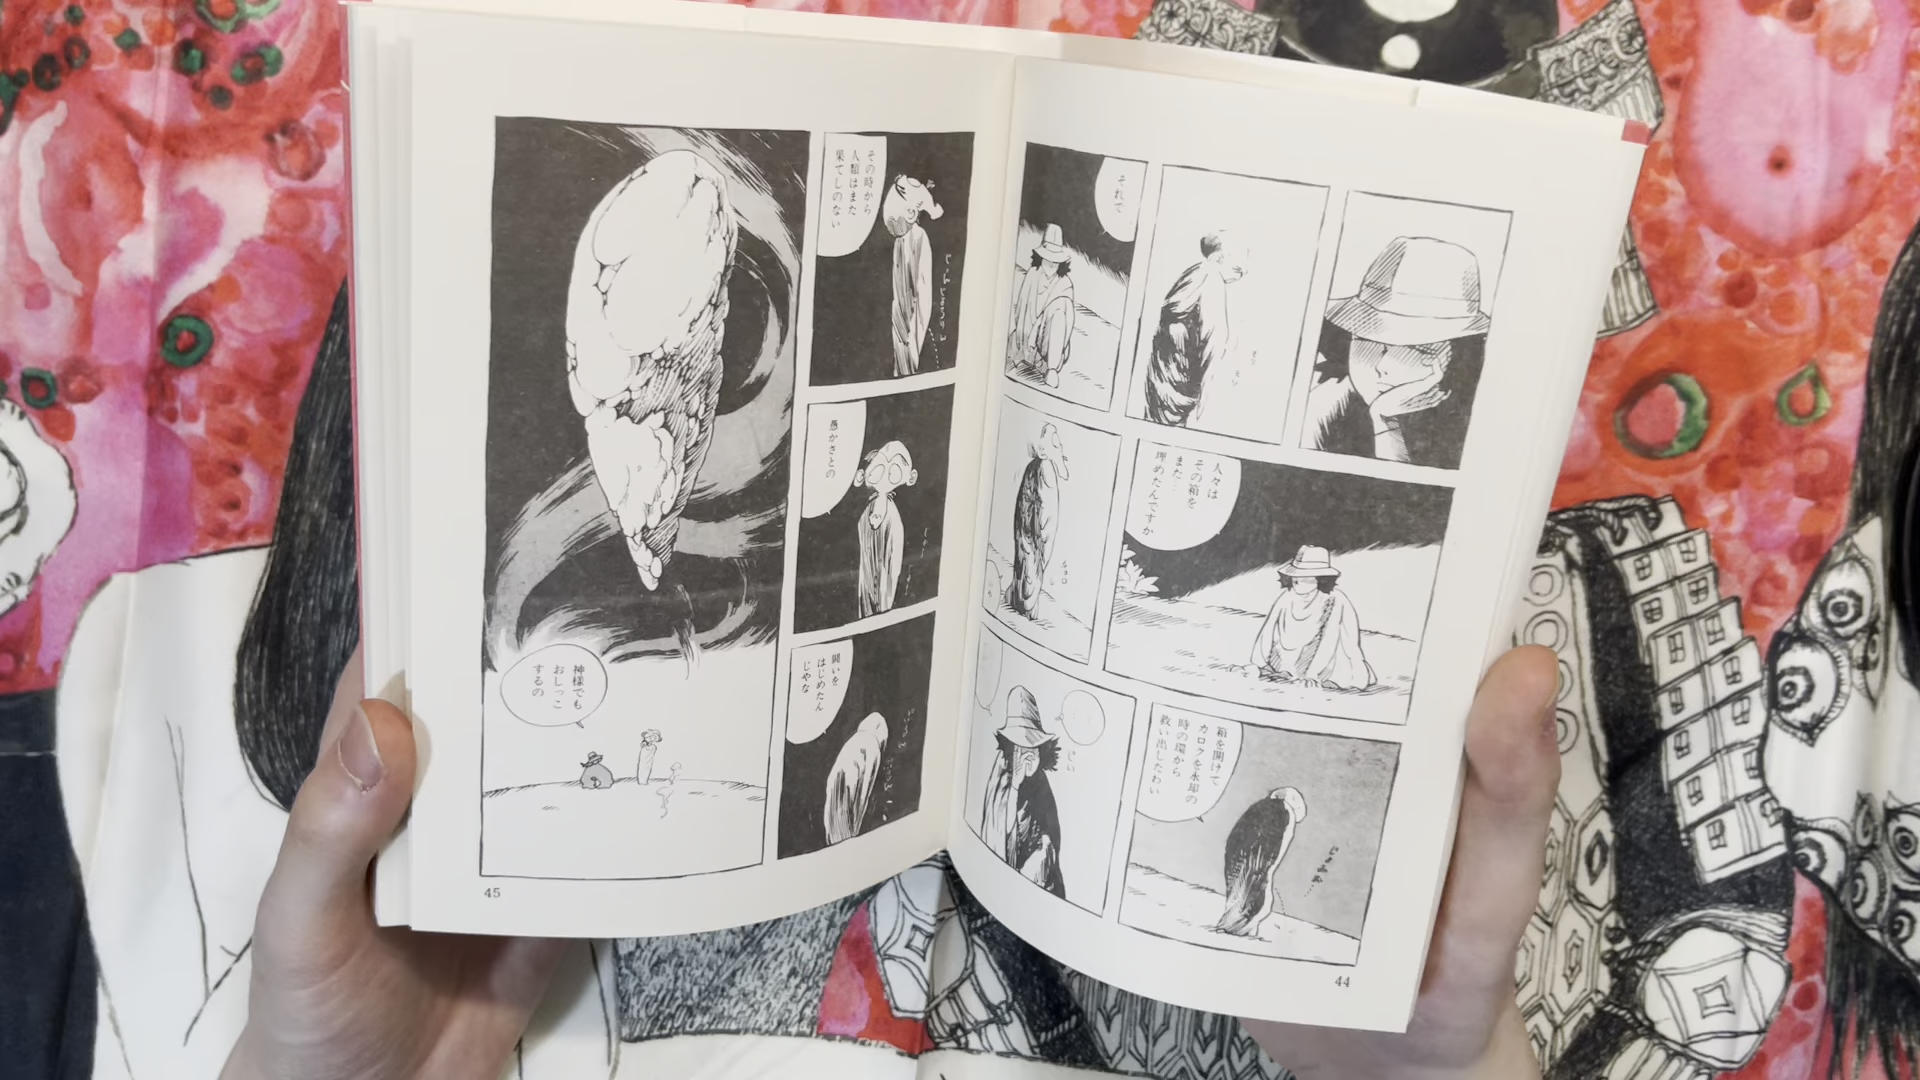 人々は
その箱を
また…
埋めたんですか
箱を開けて
カロクを永却の
時の環から
救い出したわい
それで
44
その時から
人類はまた
果てしのない
愚かさとの
闘いを
はじめたん
じやな
神様でも
おしっこ
するの
45